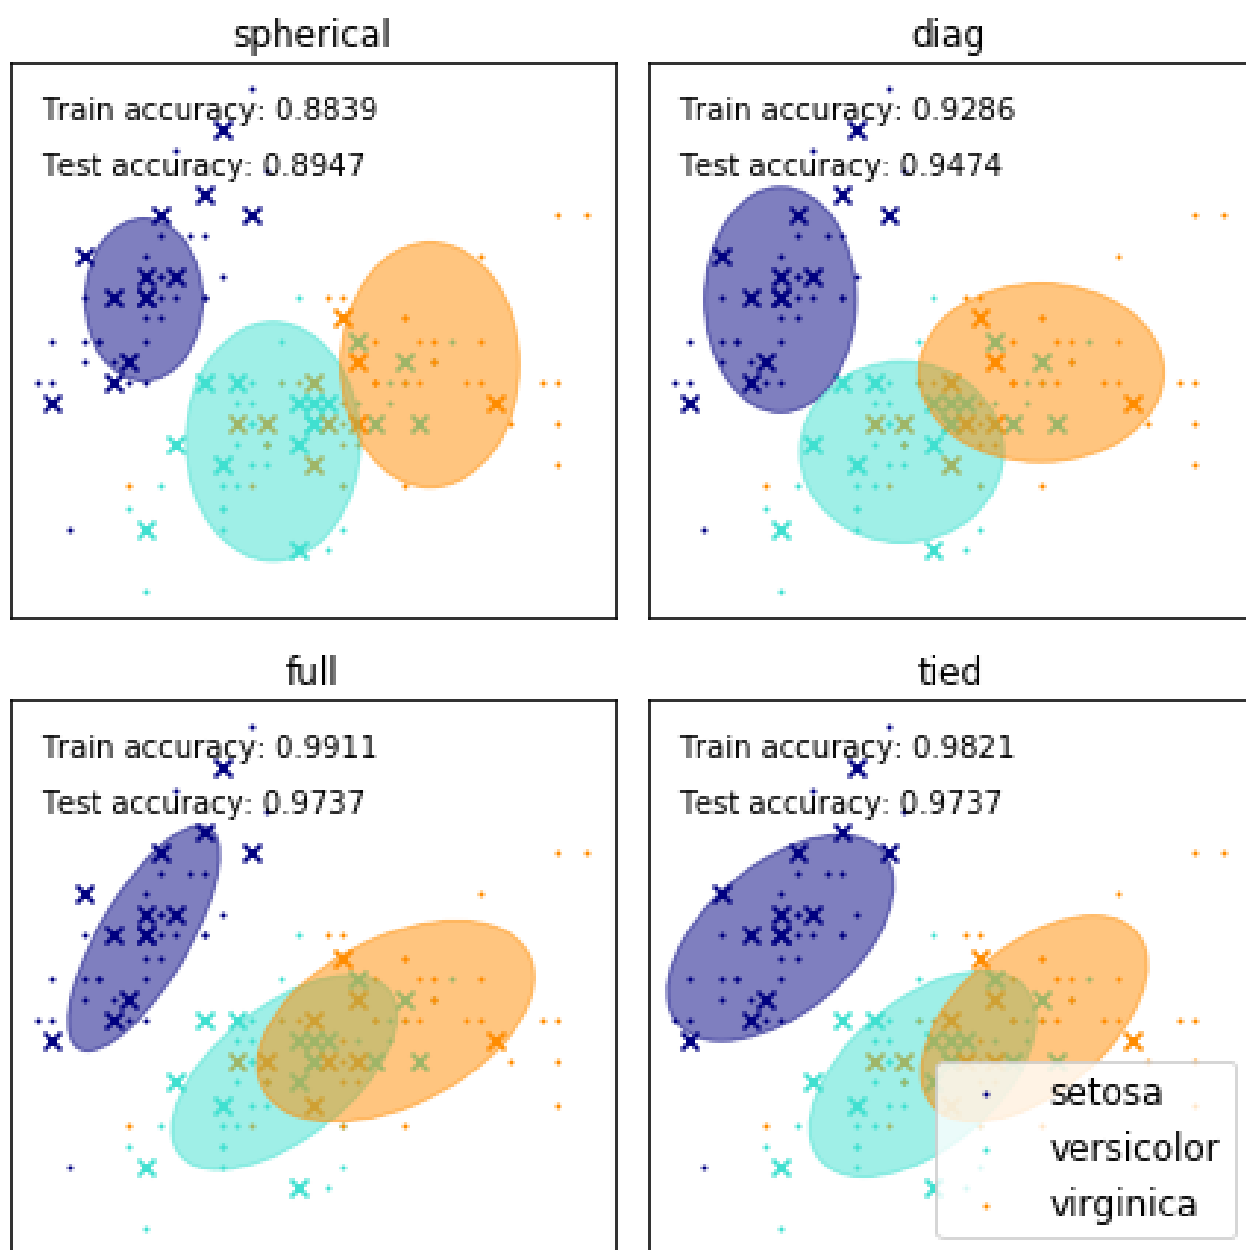 spherical
Train accuracy: 0.8839
Test accuracy: 0.8947
diag
Train accuracy: 0.9286
Test accuracy: 0.9474
full
Train accuracy: 0.9911
Test accuracy: 0.9737
tied
Train accuracy: 0.9821
Test accuracy: 0.9737
setosa
versicolor
virginica